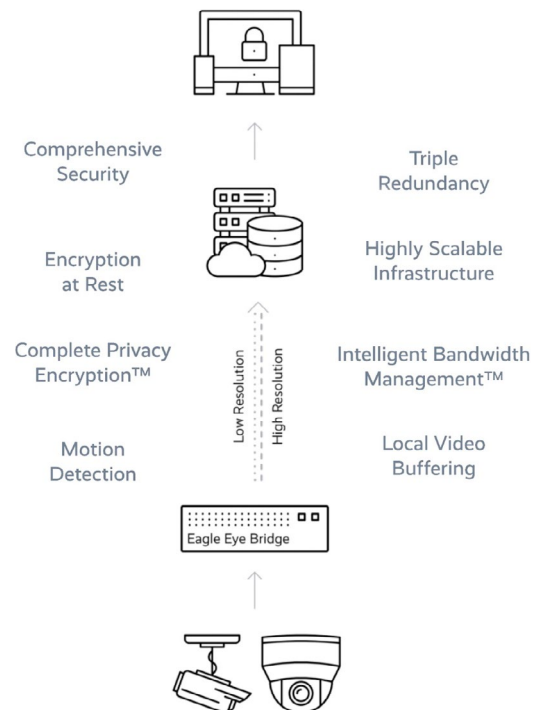 Comprehensive
Security
Triple
Redundancy
Encryption
at Rest
Highly Scalable
Infrastructure
Complete Privacy
Encryption™
Low Resolution
High Resolution
Intelligent Bandwidth
Management™
Motion
Detection
Local Video
Buffering
Eagle Eye Bridge